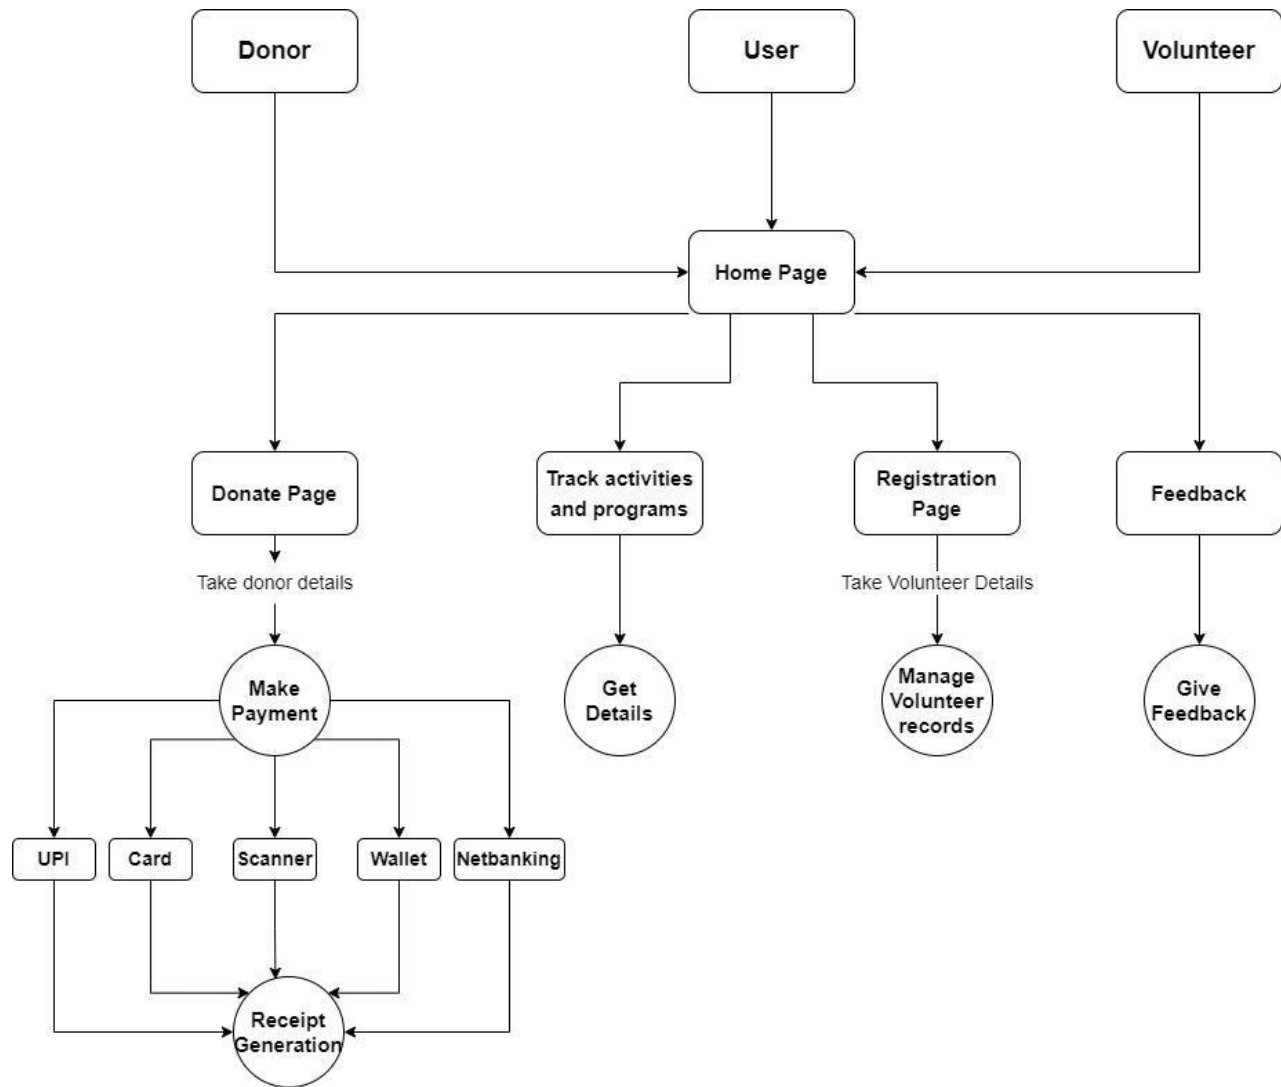 Donor
User
Volunteer
Home Page
Donate Page
Track activities
and programs
Registration
Page
Feedback
Take donor details
Take Volunteer Details
Make
Payment
Get
Details
Manage
Volunteer
records
Give
Feedback
UPI
Card
Scanner
Wallet
Netbanking
Receipt
Generation